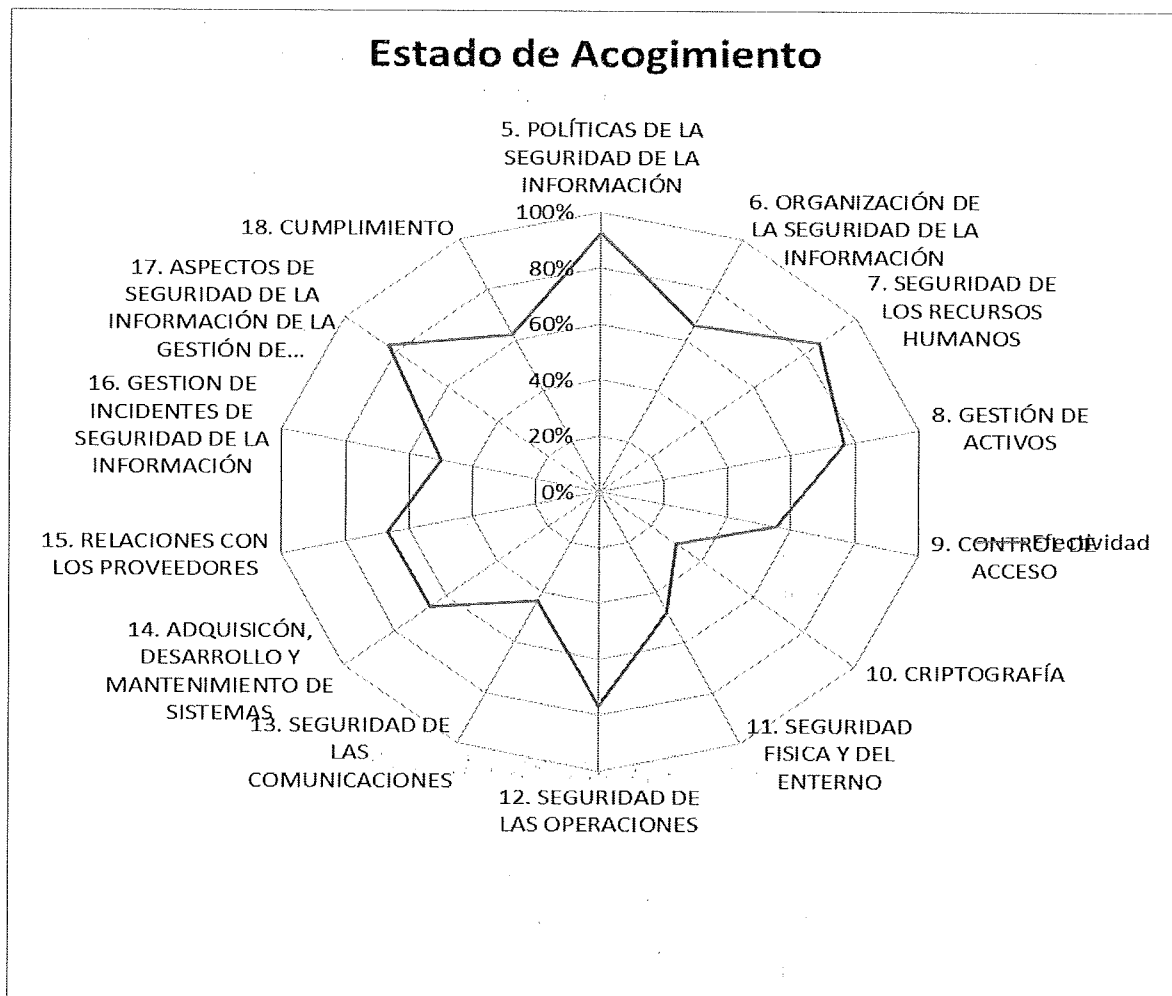 Estado de Acogimiento
5. POLÍTICAS DE LA
SEGURIDAD DE LA
INFORMACIÓN
6. ORGANIZACIÓN DE
LA SEGURIDAD DE LA
INFORMACIÓN
7. SEGURIDAD DE
LOS RECURSOS
HUMANOS
8. GESTIÓN DE
ACTIVOS
9. CONTROL DE
ACCESO
Efectividad
10. CRIPTOGRAFÍA
11. SEGURIDAD
FISICA Y DEL
ENTERNO
12. SEGURIDAD DE
LAS OPERACIONES
13. SEGURIDAD DE
LAS
COMUNICACIONES
14. ADQUISICÓN,
DESARROLLO Y
MANTENIMIENTO DE
SISTEMAS
15. RELACIONES CON
LOS PROVEEDORES
16. GESTION DE
INCIDENTES DE
SEGURIDAD DE LA
INFORMACIÓN
17. ASPECTOS DE
SEGURIDAD DE LA
INFORMACIÓN DE LA
GESTIÓN DE...
18. CUMPLIMIENTO
100%
80%
60%
40%
20%
0%